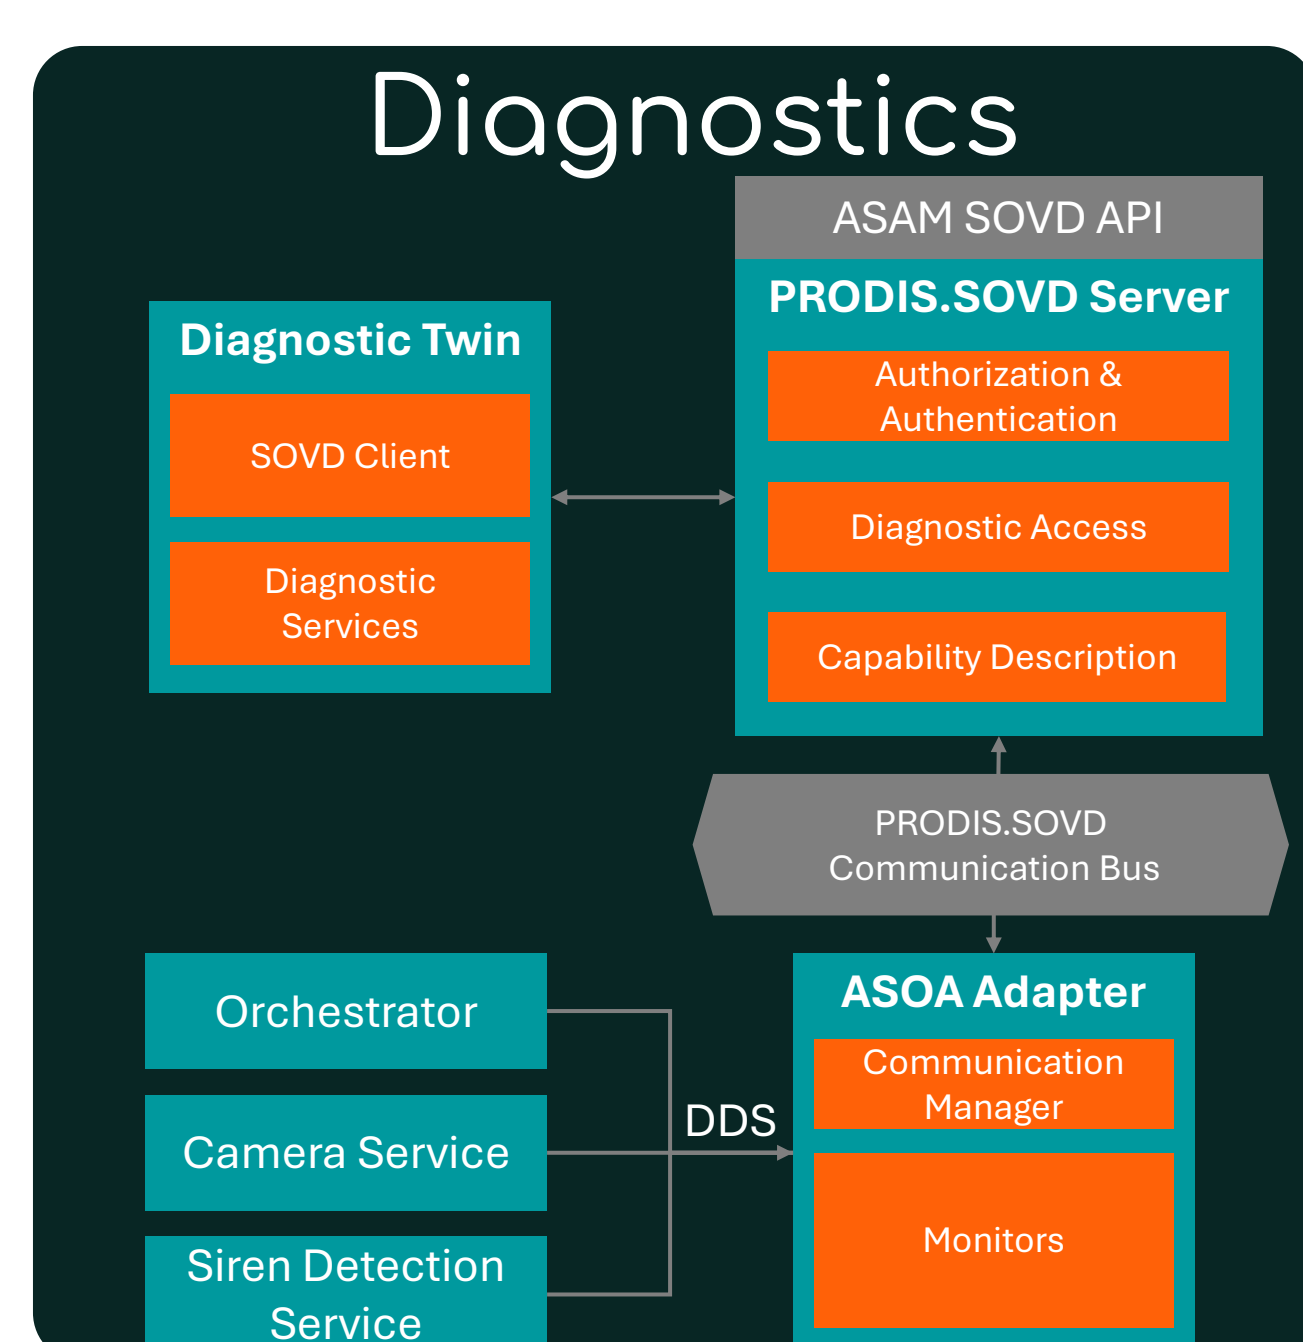 Diagnostics
ASAM SOVD API
PRODIS.SOVD Server
Authorization &
Authentication
Diagnostic Access
Capability Description
Diagnostic Twin
SOVD Client
Diagnostic
Services
PRODIS.SOVD
Communication Bus
Orchestrator
Camera Service
Siren Detection
Service
DDS
ASOA Adapter
Communication
Manager
Monitors